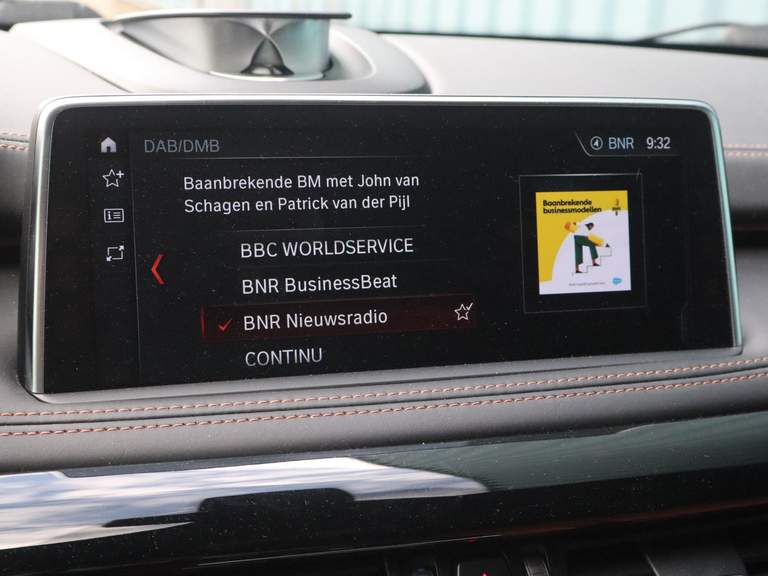 DAB/DMB
BNR 9:32
Baanbrekende BM met John van
Schagen en Patrick van der Pijl
BBC WORLDSERVICE
BNR BusinessBeat
BNR Nieuwsradio
CONTINU
Baanbrekende
businessmodellen